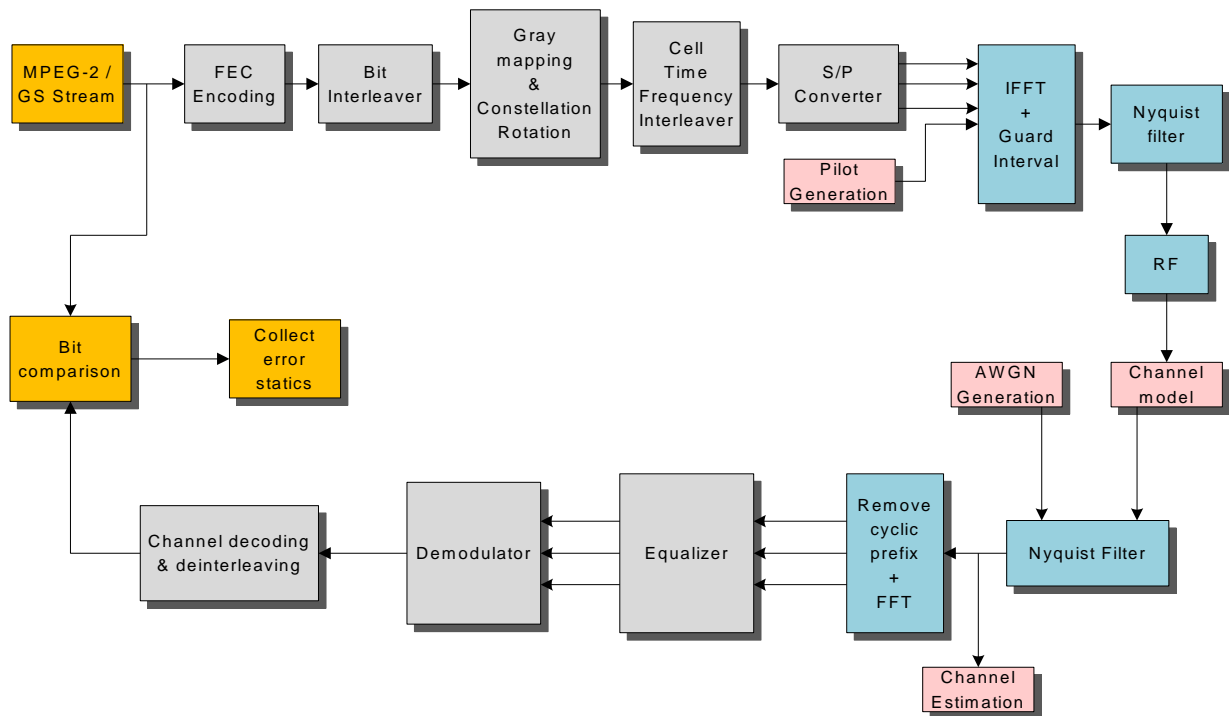 MPEG-2 /
GS Stream
FEC
Encoding
Bit
Interleaver
Gray
mapping
&
Constellation
Rotation
Cell
Time
Frequency
Interleaver
S/P
Converter
Pilot
Generation
IFFT
+
Guard
Interval
Nyquist
filter
RF
Channel
model
AWGN
Generation
Bit
comparison
Collect
error
statics
Channel decoding
& deinterleaving
Demodulator
Equalizer
Remove
cyclic
prefix
+
FFT
Nyquist Filter
Channel
Estimation